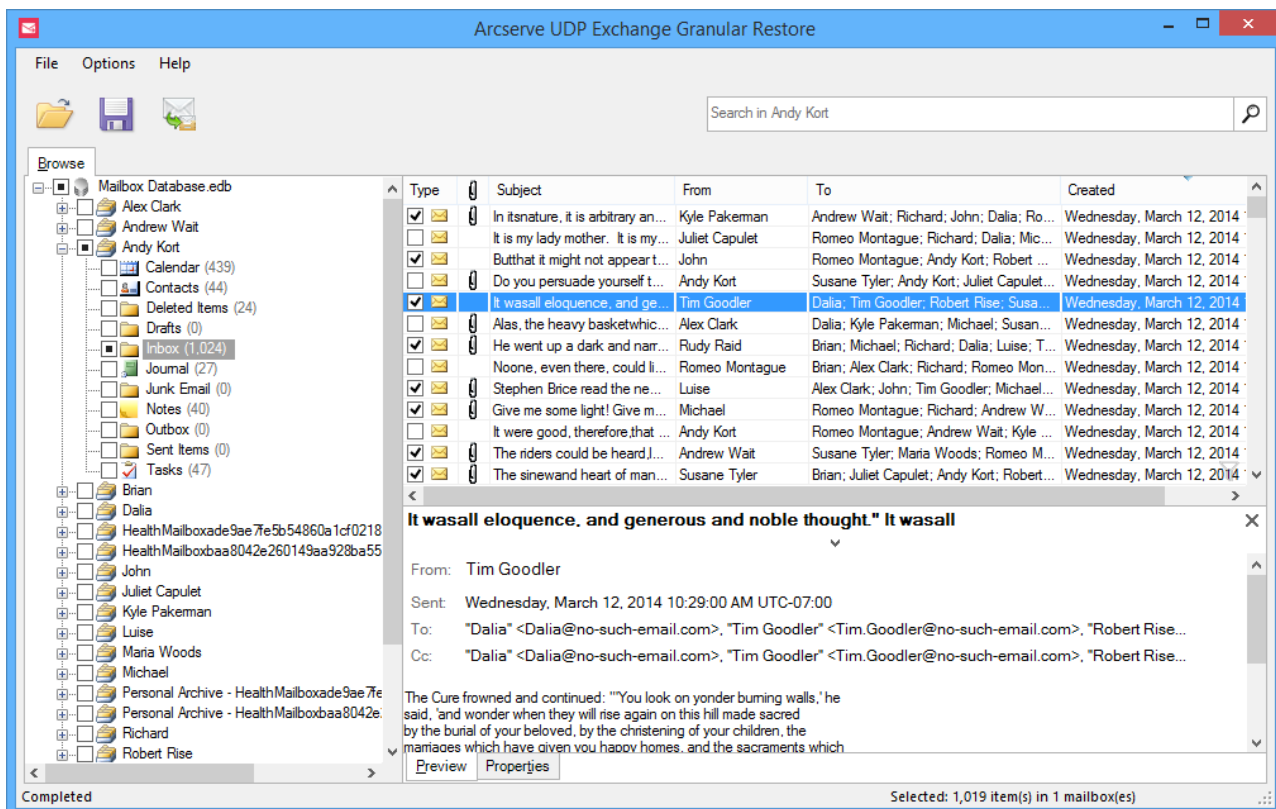 Arcserve UDP Exchange Granular Restore
File Options Help
Search in Andy Kort
Browse
Mailbox Database.edb
Alex Clark
Andrew Wait
Andy Kort
Calendar (439)
Contacts (44)
Deleted Items (24)
Drafts (0)
Inbox (1,024)
Journal (27)
Junk Email (0)
Notes (40)
Outbox (0)
Sent Items (0)
Tasks (47)
Brian
Dalia
HealthMailboxade9ae7fe5b54860a1cf0218
HealthMailboxbaa8042e260149aa928ba55
John
Juliet Capulet
Kyle Pakerman
Luise
Maria Woods
Michael
Personal Archive - HealthMailboxade9ae7fe
Personal Archive - HealthMailboxbaa8042e
Richard
Robert Rise
Type Subject From To Created
In itsnature, it is arbitrary an... Kyle Pakerman Andrew Wait; Richard; John; Dalia; Ro... Wednesday, March 12, 2014
It is my lady mother. It is my... Juliet Capulet Romeo Montague; Richard; Dalia; Mic... Wednesday, March 12, 2014
Butthat it might not appear t... John Romeo Montague; Andy Kort; Robert ... Wednesday, March 12, 2014
Do you persuade yourself t... Andy Kort Susane Tyler; Andy Kort; Juliet Capulet... Wednesday, March 12, 2014
It wasall eloquence, and ge... Tim Goodler Dalia; Tim Goodler; Robert Rise; Susa... Wednesday, March 12, 2014
Alas, the heavy basketwhic... Alex Clark Dalia; Kyle Pakerman; Michael; Susan... Wednesday, March 12, 2014
He went up a dark and narr... Rudy Raid Brian; Michael; Richard; Dalia; Luise; T... Wednesday, March 12, 2014
Noone, even there, could li... Romeo Montague Brian; Alex Clark; Richard; Romeo Mon... Wednesday, March 12, 2014
Stephen Brice read the ne... Luise Alex Clark; John; Tim Goodler; Michael... Wednesday, March 12, 2014
Give me some light! Give m... Michael Romeo Montague; Richard; Andrew W... Wednesday, March 12, 2014
It were good, therefore,that ... Andy Kort Romeo Montague; Andrew Wait; Kyle ... Wednesday, March 12, 2014
The riders could be heard,l... Andrew Wait Susane Tyler; Maria Woods; Romeo M... Wednesday, March 12, 2014
The sinewand heart of man... Susane Tyler Brian; Juliet Capulet; Andy Kort; Robert... Wednesday, March 12, 2014
It wasall eloquence, and generous and noble thought." It wasall
From: Tim Goodler
Sent: Wednesday, March 12, 2014 10:29:00 AM UTC-07:00
To: "Dalia" <Dalia@no-such-email.com>, "Tim Goodler" <Tim.Goodler@no-such-email.com>, "Robert Rise...
Cc: "Dalia" <Dalia@no-such-email.com>, "Tim Goodler" <Tim.Goodler@no-such-email.com>, "Robert Rise...
The Cure frowned and continued: "'You look on yonder burning walls,' he
said, 'and wonder when they will rise again on this hill made sacred
by the burial of your beloved, by the christening of your children, the
marriages which have given you happy homes, and the sacraments which
Preview Properties
Completed Selected: 1,019 item(s) in 1 mailbox(es)